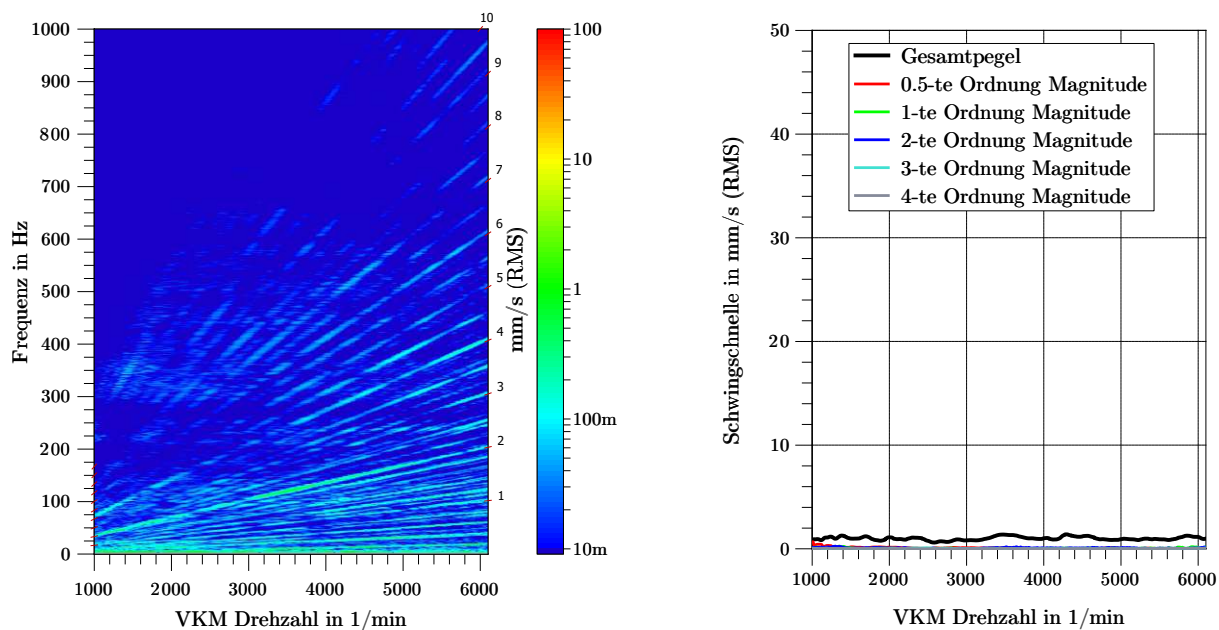 1000
900
800
700
600
500
400
300
200
100
0
Frequenz in Hz
1000 2000 3000 4000 5000 6000
VKM Drehzahl in 1/min
10
9
8
7
6
5
4
3
2
1
100
10
1
100m
10m
mm/s (RMS)
50
40
30
20
10
0
Schwingschnelle in mm/s (RMS)
Gesamtpegel
0.5-te Ordnung Magnitude
1-te Ordnung Magnitude
2-te Ordnung Magnitude
3-te Ordnung Magnitude
4-te Ordnung Magnitude
1000 2000 3000 4000 5000 6000
VKM Drehzahl in 1/min